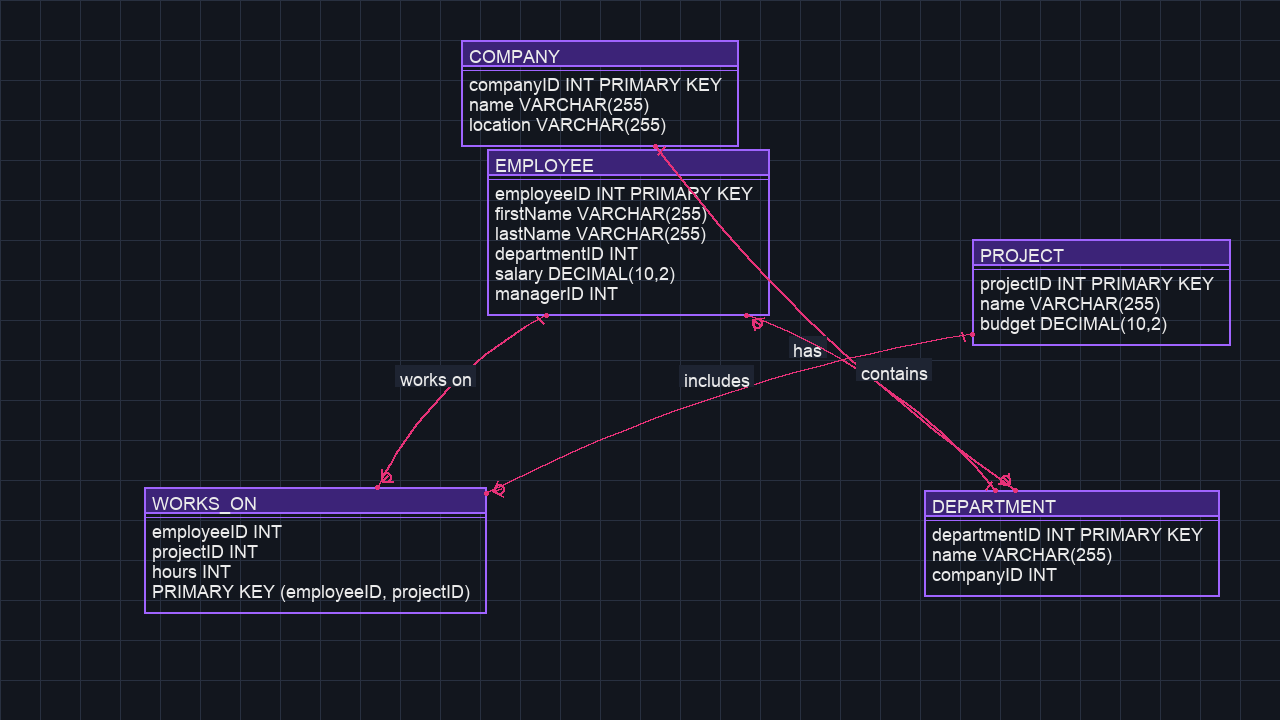 COMPANY
companyID INT PRIMARY KEY
name VARCHAR(255)
location VARCHAR(255)
EMPLOYEE
employeeID INT PRIMARY KEY
firstName VARCHAR(255)
lastName VARCHAR(255)
departmentID INT
salary DECIMAL(10,2)
managerID INT
PROJECT
projectID INT PRIMARY KEY
name VARCHAR(255)
budget DECIMAL(10,2)
has
contains
works on
includes
WORKS_ON
employeeID INT
projectID INT
hours INT
PRIMARY KEY (employeeID, projectID)
DEPARTMENT
departmentID INT PRIMARY KEY
name VARCHAR(255)
companyID INT